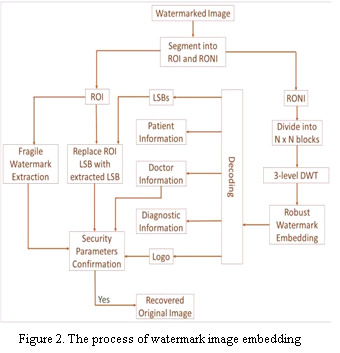 Watermarked Image
Segment into
ROI and RONI
ROI
LSBs
RONI
Fragile
Watermark
Extraction
Replace ROI
LSB with
extracted LSB
Patient
Information
Doctor
Information
Diagnostic
Information
Logo
Decoding
Divide into
N x N blocks
3-level DWT
Robust
Watermark
Embedding
Security
Parameters
Confirmation
Yes
Recovered
Original Image
Figure 2. The process of watermark image embedding